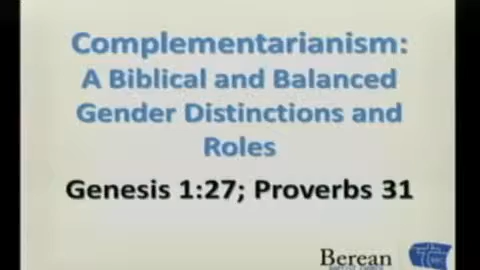 Complementarianism:
A Biblical and Balanced
Gender Distinctions and
Roles
Genesis 1:27; Proverbs 31
Berean